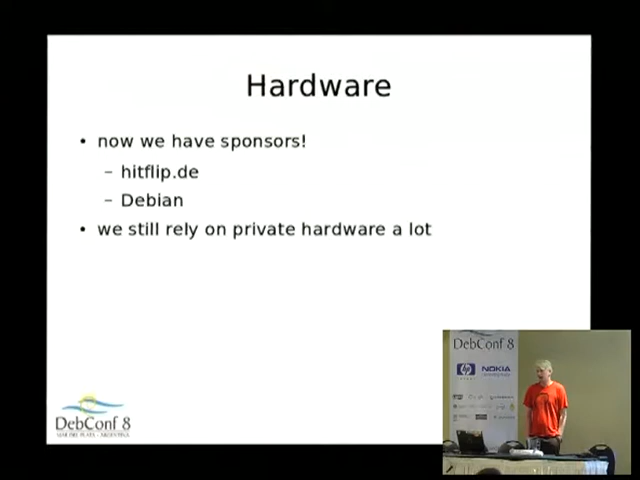 Hardware
• now we have sponsors!
– hitflip.de
– Debian
• we still rely on private hardware a lot
DebConf 8
MAR DEL PLATA - ARGENTINA
DebConf 8
hp
NOKIA